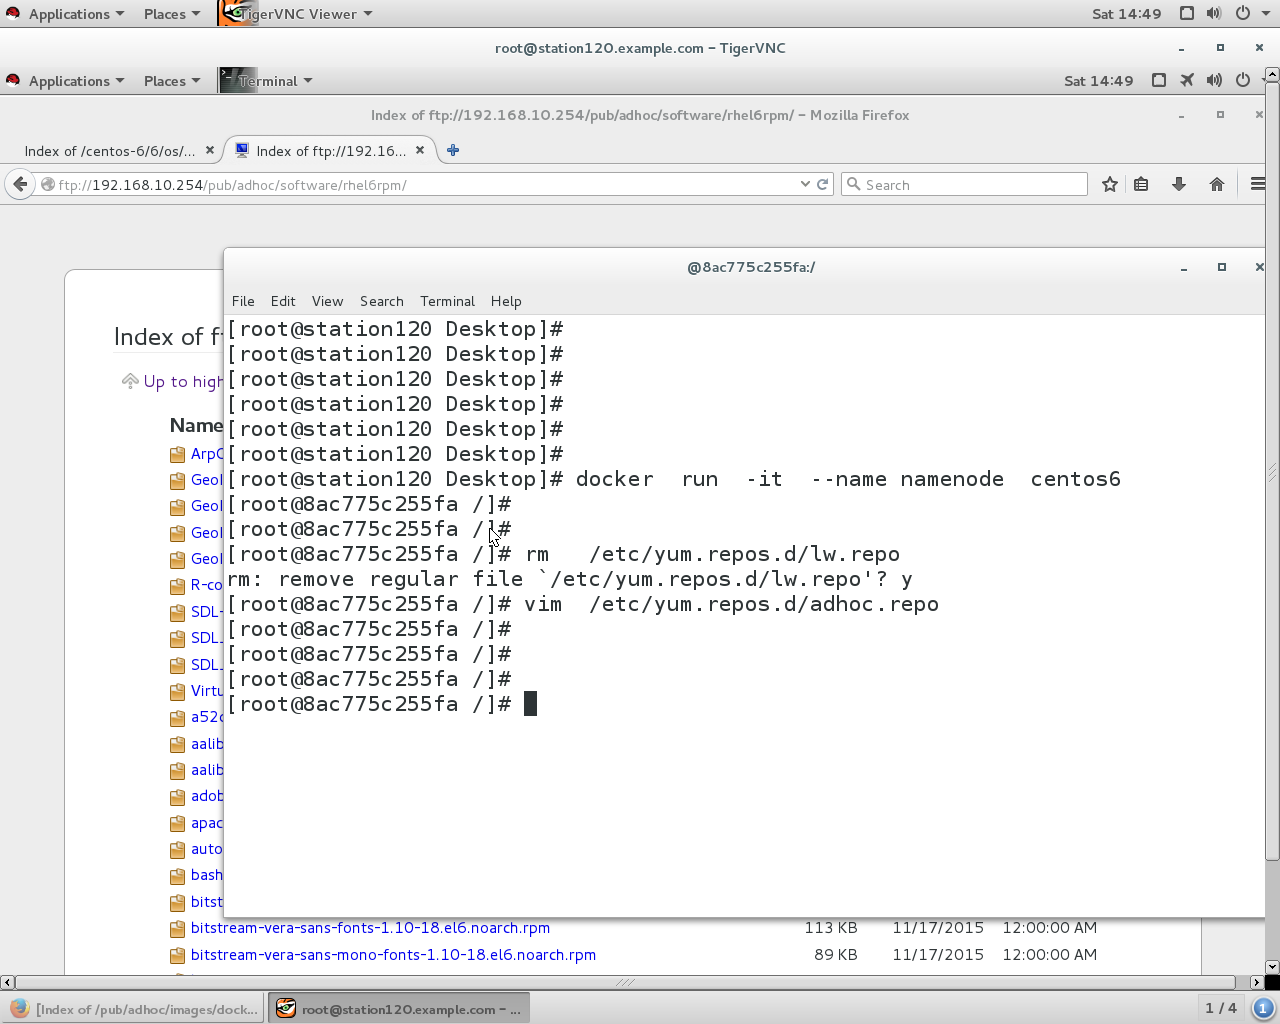 Applications Places TigerVNC Viewer Sat 14:49
root@station120.example.com - TigerVNC
Applications Places Terminal Sat 14:49
Index of ftp://192.168.10.254/pub/adhoc/software/rhel6rpm/ - Mozilla Firefox
Index of /centos-6/6/os/... Index of ftp://192.16...
ftp://192.168.10.254/pub/adhoc/software/rhel6rpm/ Search
@8ac775c255fa:/
File Edit View Search Terminal Help
Index of f
Up to high
Name
ArpC
GeoI
GeoI
GeoI
GeoI
R-co
SDL-
SDL_
SDL_
Virtu
a52c
aalib
aalib
adob
apac
auto
bash
bitst
[root@station120 Desktop]#
[root@station120 Desktop]#
[root@station120 Desktop]#
[root@station120 Desktop]#
[root@station120 Desktop]#
[root@station120 Desktop]#
[root@station120 Desktop]# docker run -it --name namenode centos6
[root@8ac775c255fa /]#
[root@8ac775c255fa /]#
[root@8ac775c255fa /]# rm /etc/yum.repos.d/lw.repo
rm: remove regular file `/etc/yum.repos.d/lw.repo'? y
[root@8ac775c255fa /]# vim /etc/yum.repos.d/adhoc.repo
[root@8ac775c255fa /]#
[root@8ac775c255fa /]#
[root@8ac775c255fa /]#
[root@8ac775c255fa /]#
bitstream-vera-sans-fonts-1.10-18.el6.noarch.rpm 113 KB 11/17/2015 12:00:00 AM
bitstream-vera-sans-mono-fonts-1.10-18.el6.noarch.rpm 89 KB 11/17/2015 12:00:00 AM
[Index of /pub/adhoc/images/dock... root@station120.example.com - ... 1 / 4 1